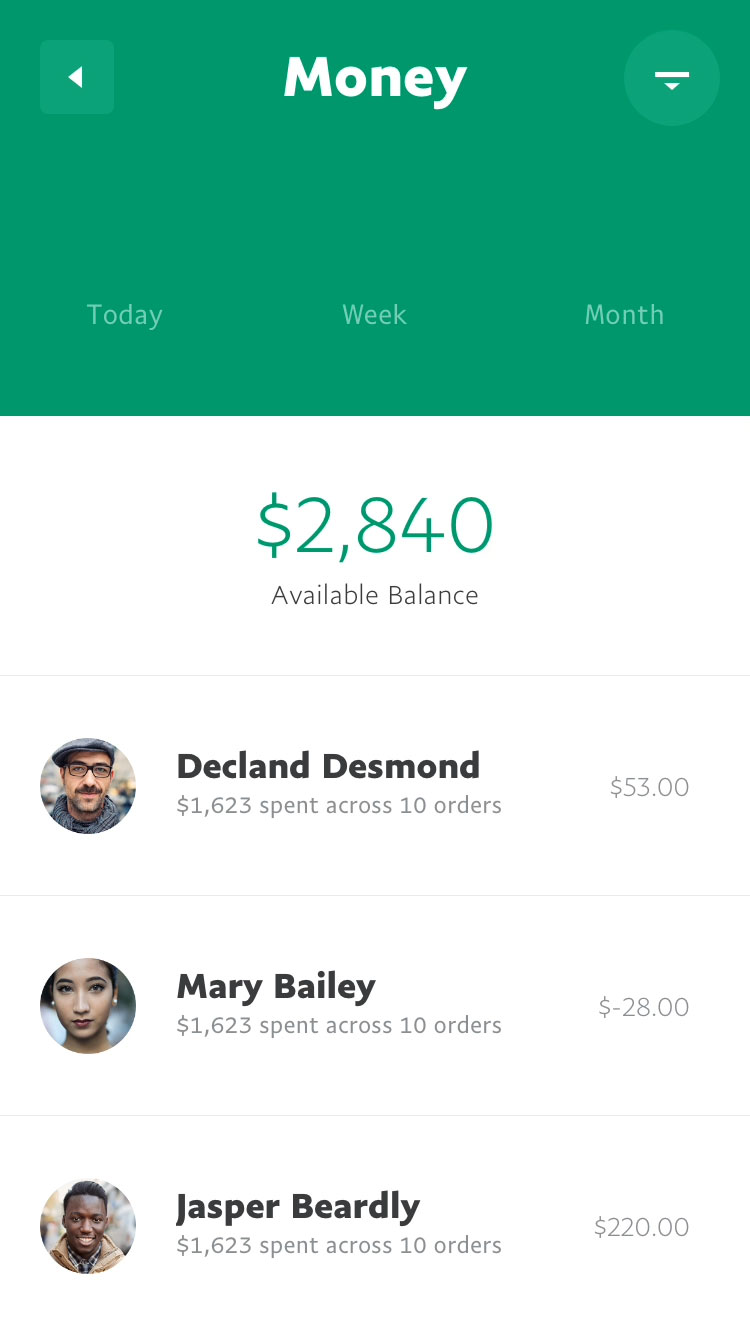 Money
Today Week Month
$2,840
Available Balance
Decland Desmond
$1,623 spent across 10 orders
$53.00
Mary Bailey
$1,623 spent across 10 orders
$-28.00
Jasper Beardly
$1,623 spent across 10 orders
$220.00